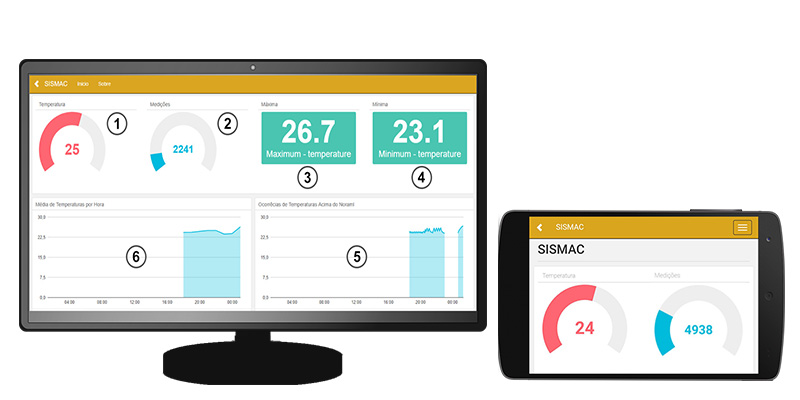 SISMAC Início Sobre
Temperatura
1
25
Medições
2
2241
Máxima
26.7
Maximum - temperature
3
Mínima
23.1
Minimum - temperature
4
Média de Temperaturas por Hora
30,0
22,5
15,0
7,5
0,0
6
04:00 08:00 12:00 16:00 20:00 00:00
Ocorrêcias de Temperaturas Acima do Noraml
30,0
22,5
15,0
7,5
0,0
5
04:00 08:00 12:00 16:00 20:00 00:00
SISMAC
SISMAC
Temperatura
24
Medições
4938